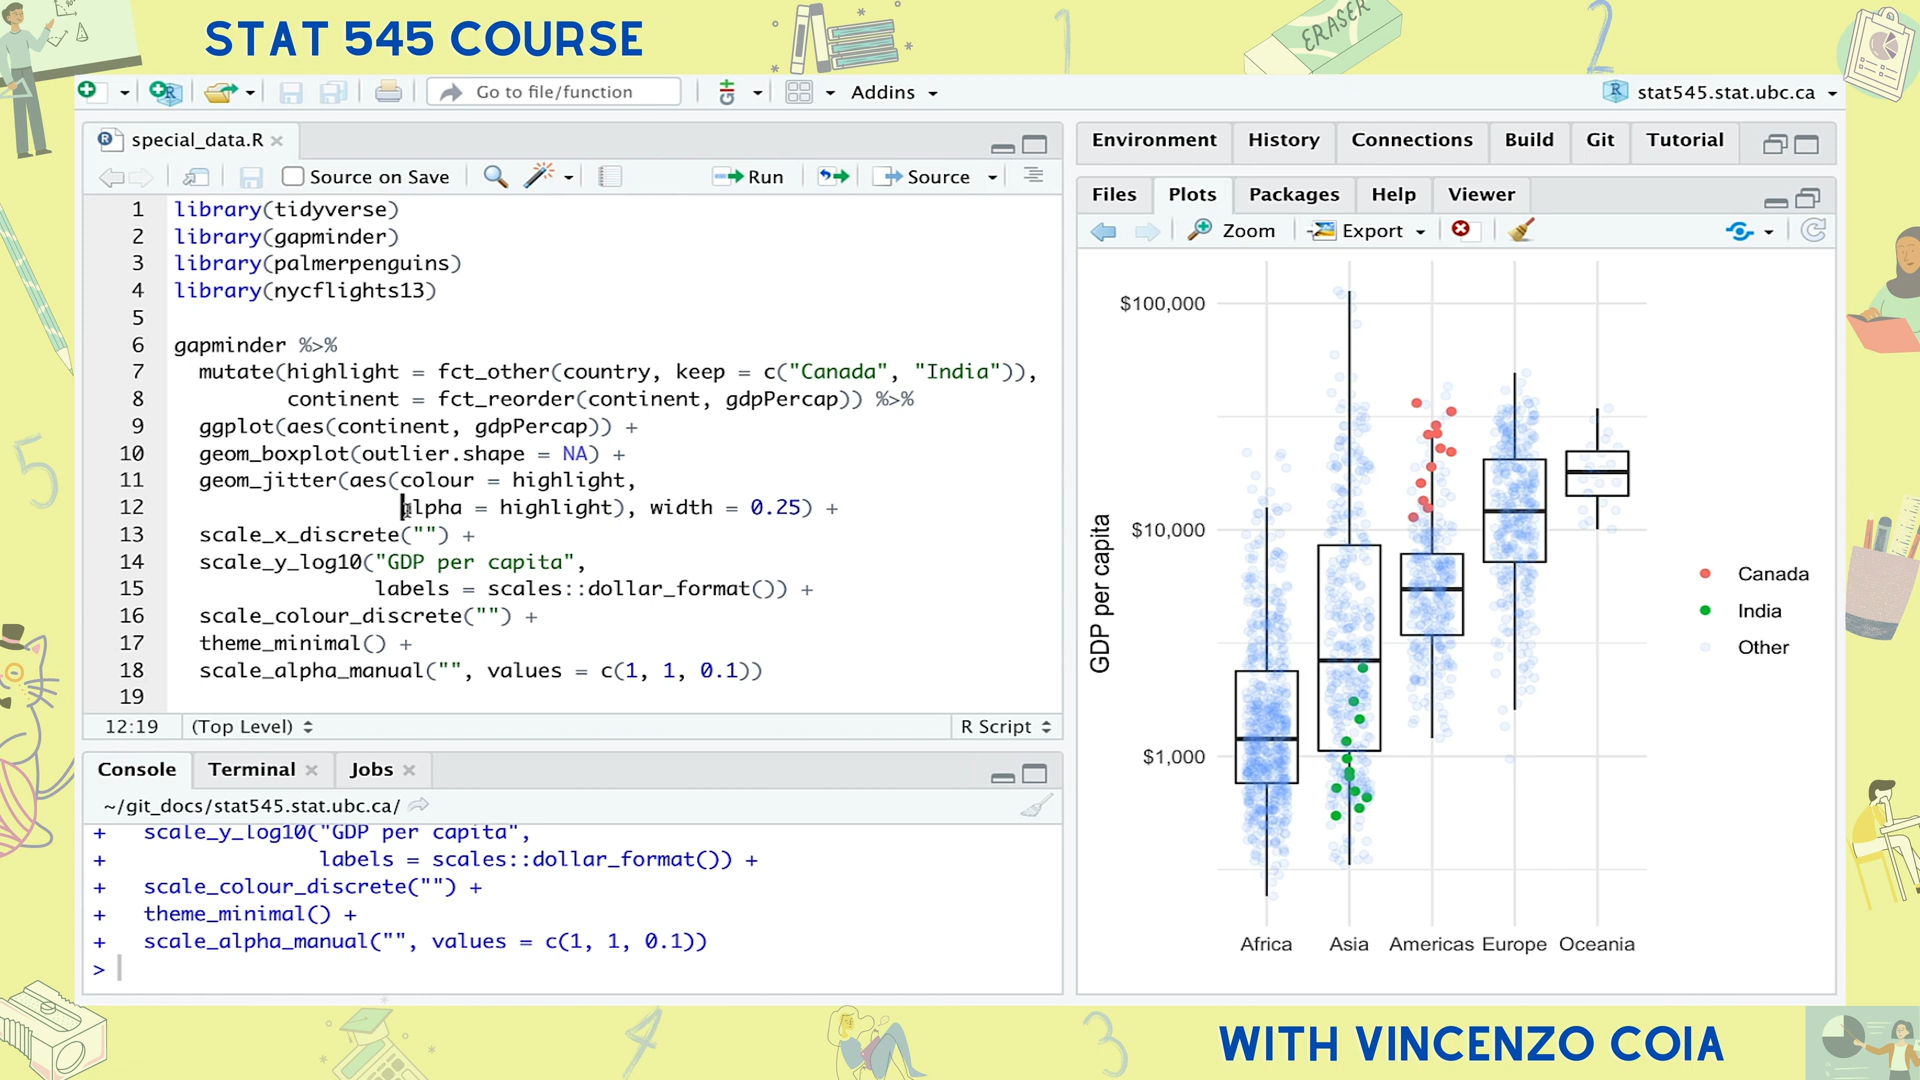 STAT 545 COURSE
ERASER
1
2
Go to file/function
Addins
stat545.stat.ubc.ca
special_data.R
Source on Save
Run
Source
1 library(tidyverse)
2 library(gapminder)
3 library(palmerpenguins)
4 library(nycflights13)
5
6 gapminder %>%
7 mutate(highlight = fct_other(country, keep = c("Canada", "India")),
8 continent = fct_reorder(continent, gdpPercap)) %>%
9 ggplot(aes(continent, gdpPercap)) +
10 geom_boxplot(outlier.shape = NA) +
11 geom_jitter(aes(colour = highlight,
12 alpha = highlight), width = 0.25) +
13 scale_x_discrete("") +
14 scale_y_log10("GDP per capita",
15 labels = scales::dollar_format()) +
16 scale_colour_discrete("") +
17 theme_minimal() +
18 scale_alpha_manual("", values = c(1, 1, 0.1))
19
12:19
(Top Level)
R Script
Console
Terminal
Jobs
~/git_docs/stat545.stat.ubc.ca/
+ scale_y_log10("GDP per capita",
+ labels = scales::dollar_format()) +
+ scale_colour_discrete("") +
+ theme_minimal() +
+ scale_alpha_manual("", values = c(1, 1, 0.1))
>
Environment
History
Connections
Build
Git
Tutorial
Files
Plots
Packages
Help
Viewer
Zoom
Export
$100,000
$10,000
$1,000
GDP per capita
Africa
Asia
Americas
Europe
Oceania
Canada
India
Other
5
4
3
WITH VINCENZO COIA